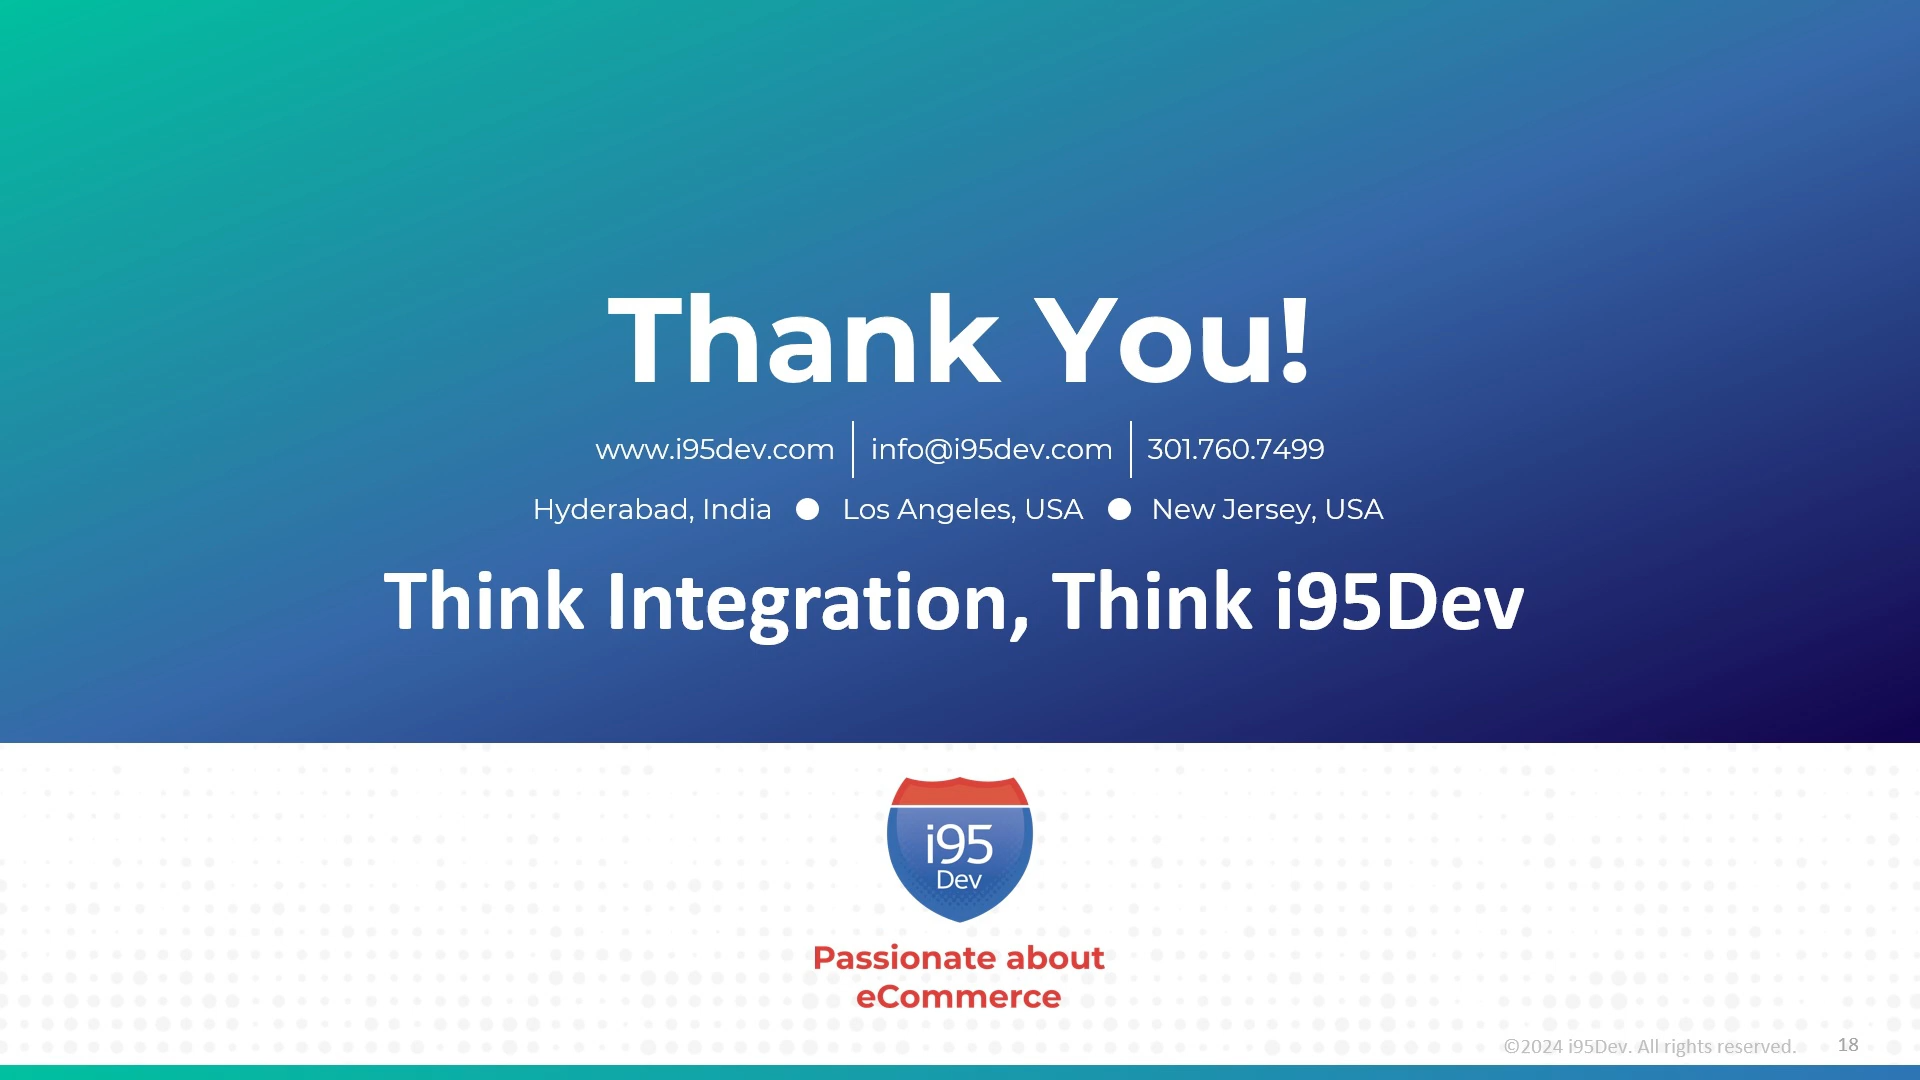 Thank You!
www.i95dev.com | info@i95dev.com | 301.760.7499
Hyderabad, India ● Los Angeles, USA ● New Jersey, USA
Think Integration, Think i95Dev
i95
Dev
Passionate about
eCommerce
©2024 i95Dev. All rights reserved. 18